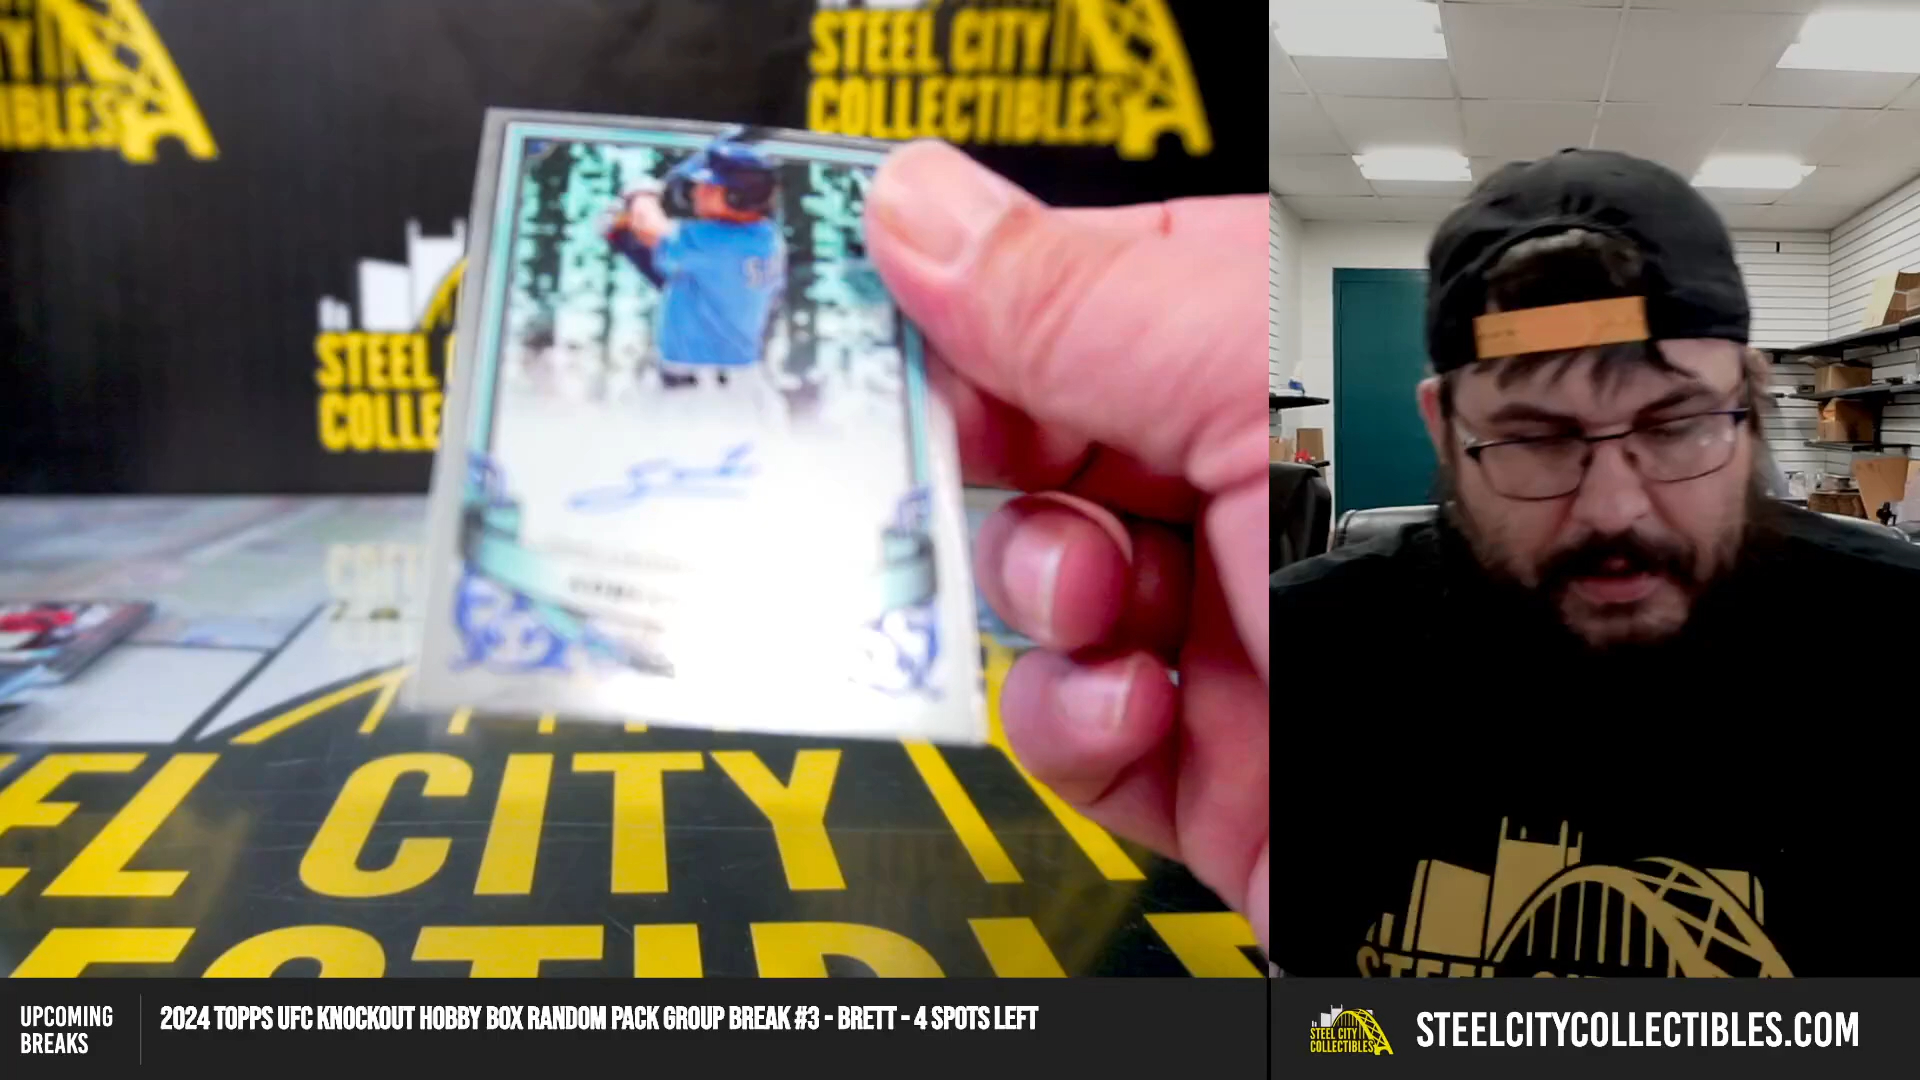 STEEL CITY
COLLECTIBLES
IBLES
STEEL
COLLE
EL CITY
UPCOMING
BREAKS
2024 TOPPS UFC KNOCKOUT HOBBY BOX RANDOM PACK GROUP BREAK #3 - BRETT - 4 SPOTS LEFT
STEEL CITY
COLLECTIBLES
STEELCITYCOLLECTIBLES.COM